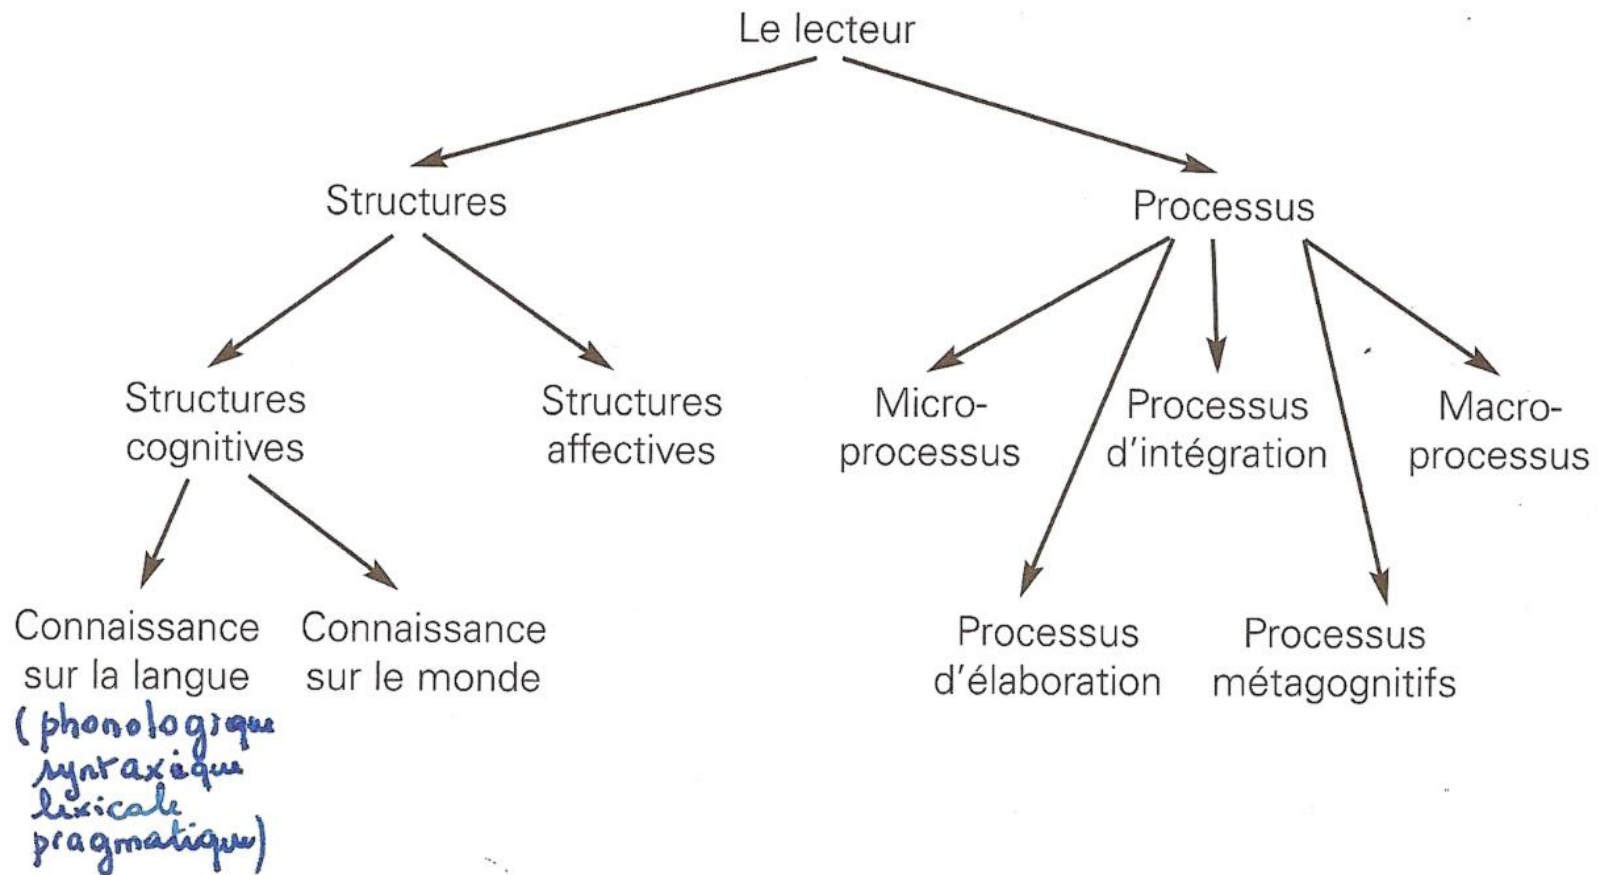 Le lecteur
Structures
Processus
Structures
cognitives
Structures
affectives
Micro-
processus
Processus
d'intégration
Macro-
processus
Connaissance
sur la langue
(phonologique
syntaxique
lexicale
pragmatique)
Connaissance
sur le monde
Processus
d'élaboration
Processus
métagognitifs